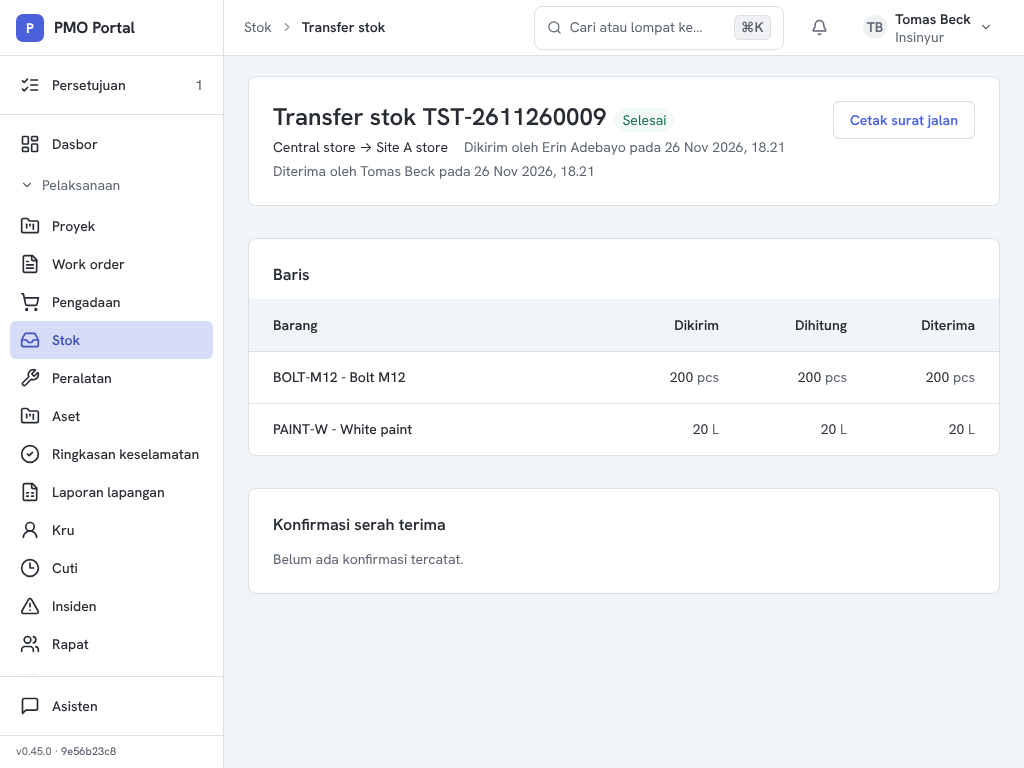 P PMO Portal
Stok > Transfer stok
Cari atau lompat ke... ⌘K
TB Tomas Beck
Insinyur
Persetujuan 1
Dasbor
Pelaksanaan
Proyek
Work order
Pengadaan
Stok
Peralatan
Aset
Ringkasan keselamatan
Laporan lapangan
Kru
Cuti
Insiden
Rapat
Asisten
v0.45.0 · 9e56b23c8
Transfer stok TST-2611260009 Selesai
Cetak surat jalan
Central store → Site A store Dikirim oleh Erin Adebayo pada 26 Nov 2026, 18.21
Diterima oleh Tomas Beck pada 26 Nov 2026, 18.21
Baris
Barang Dikirim Dihitung Diterima
BOLT-M12 - Bolt M12 200 pcs 200 pcs 200 pcs
PAINT-W - White paint 20 L 20 L 20 L
Konfirmasi serah terima
Belum ada konfirmasi tercatat.